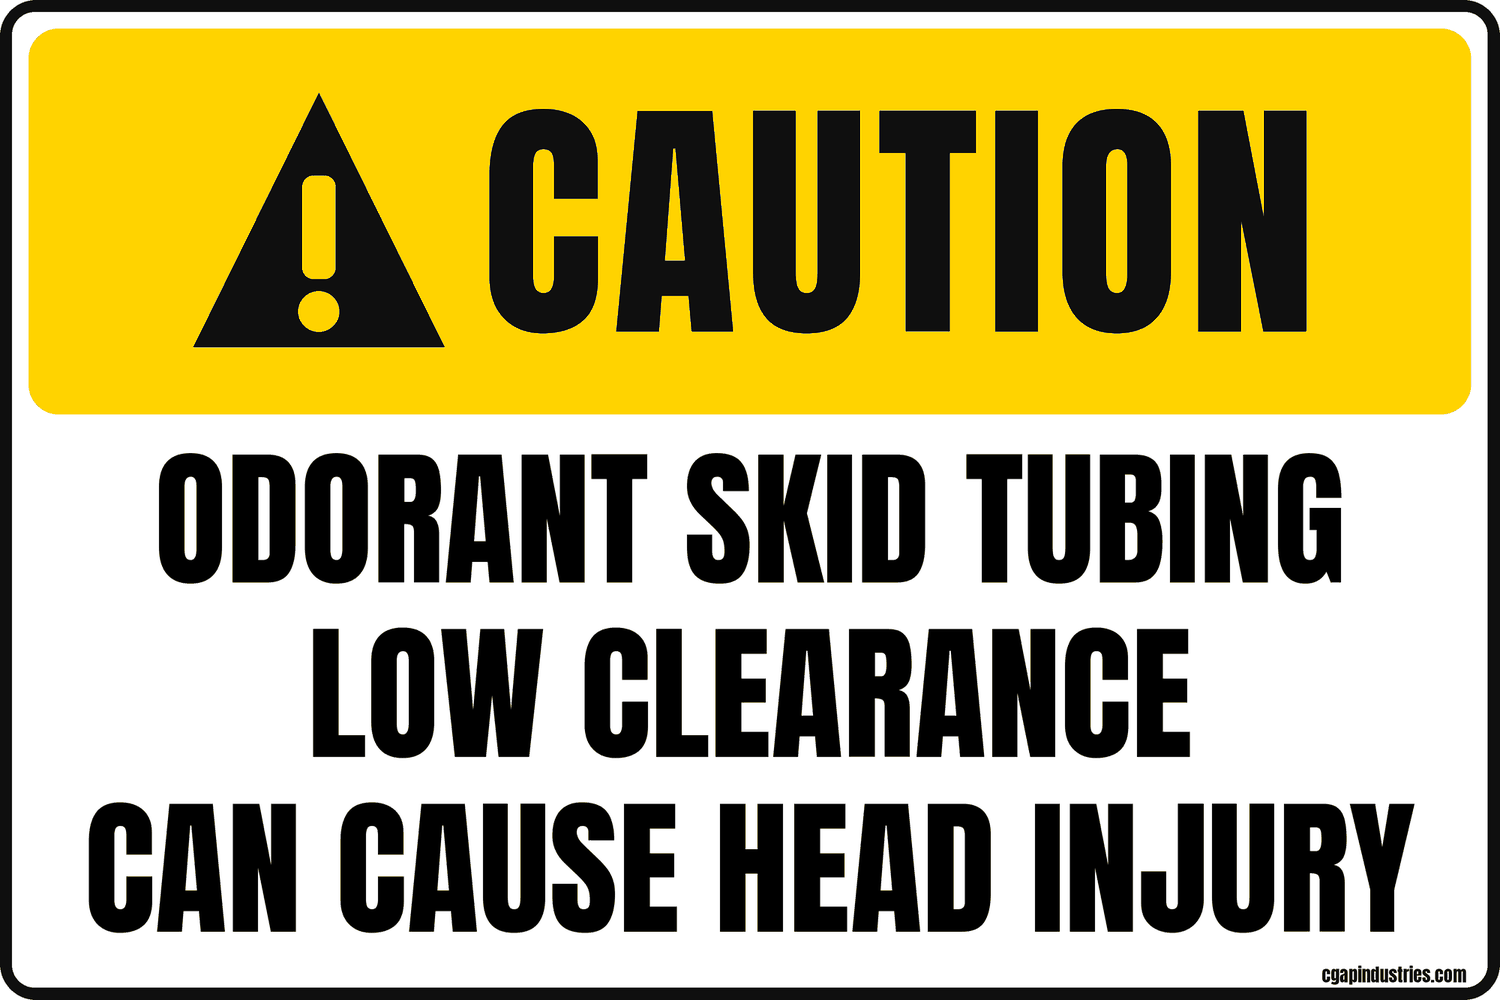 CAUTION
ODORANT SKID TUBING
LOW CLEARANCE
CAN CAUSE HEAD INJURY
cgapindustries.com